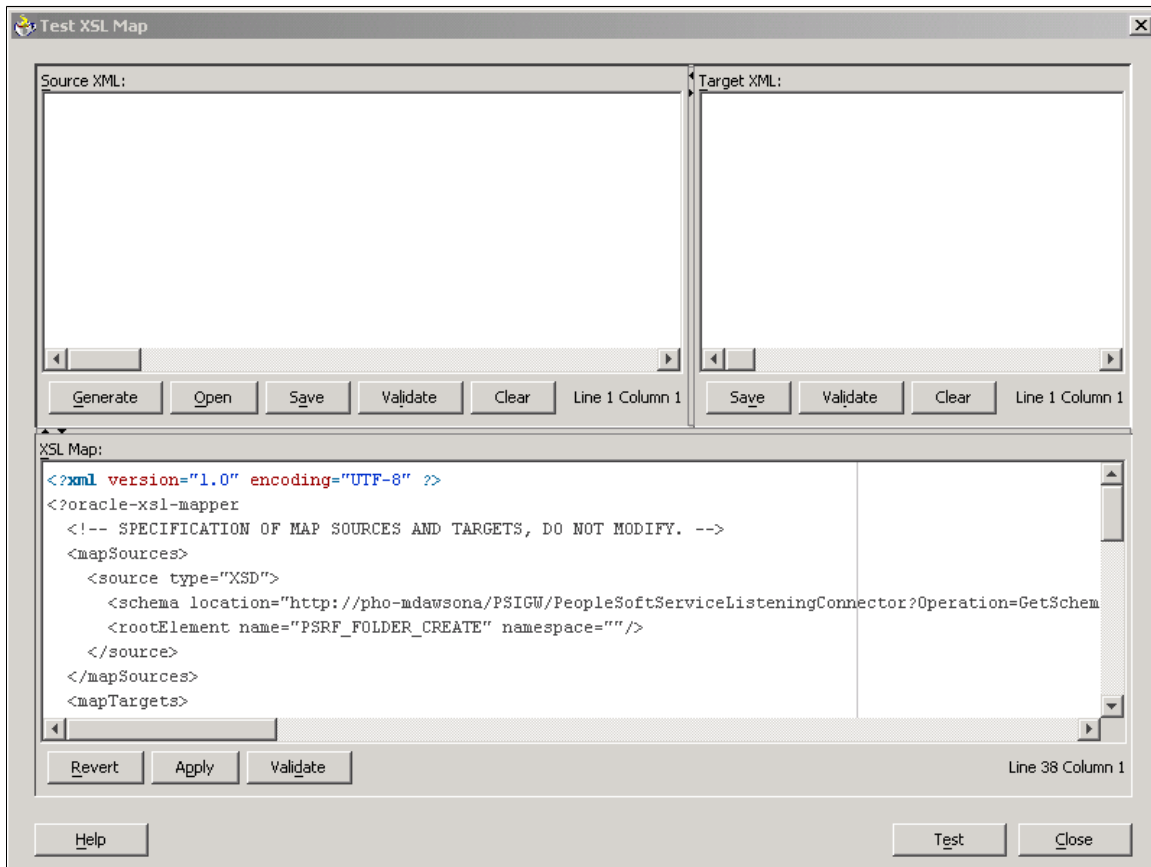 Test XSL Map
Source XML:
Target XML:
Generate Open Save Validate Clear Line 1 Column 1
Save Validate Clear Line 1 Column 1
XSL Map:
<?xml version="1.0" encoding="UTF-8" ?>
<?oracle-xsl-mapper
<!-- SPECIFICATION OF MAP SOURCES AND TARGETS, DO NOT MODIFY. -->
<mapSources>
<source type="XSD">
<schema location="http://pho-mdawsona/PSIGW/PeopleSoftServiceListeningConnector?Operation=GetSchem
<rootElement name="PSRF_FOLDER_CREATE" namespace=""/>
</source>
</mapSources>
<mapTargets>
Revert Apply Validate Line 38 Column 1
Help Test Close